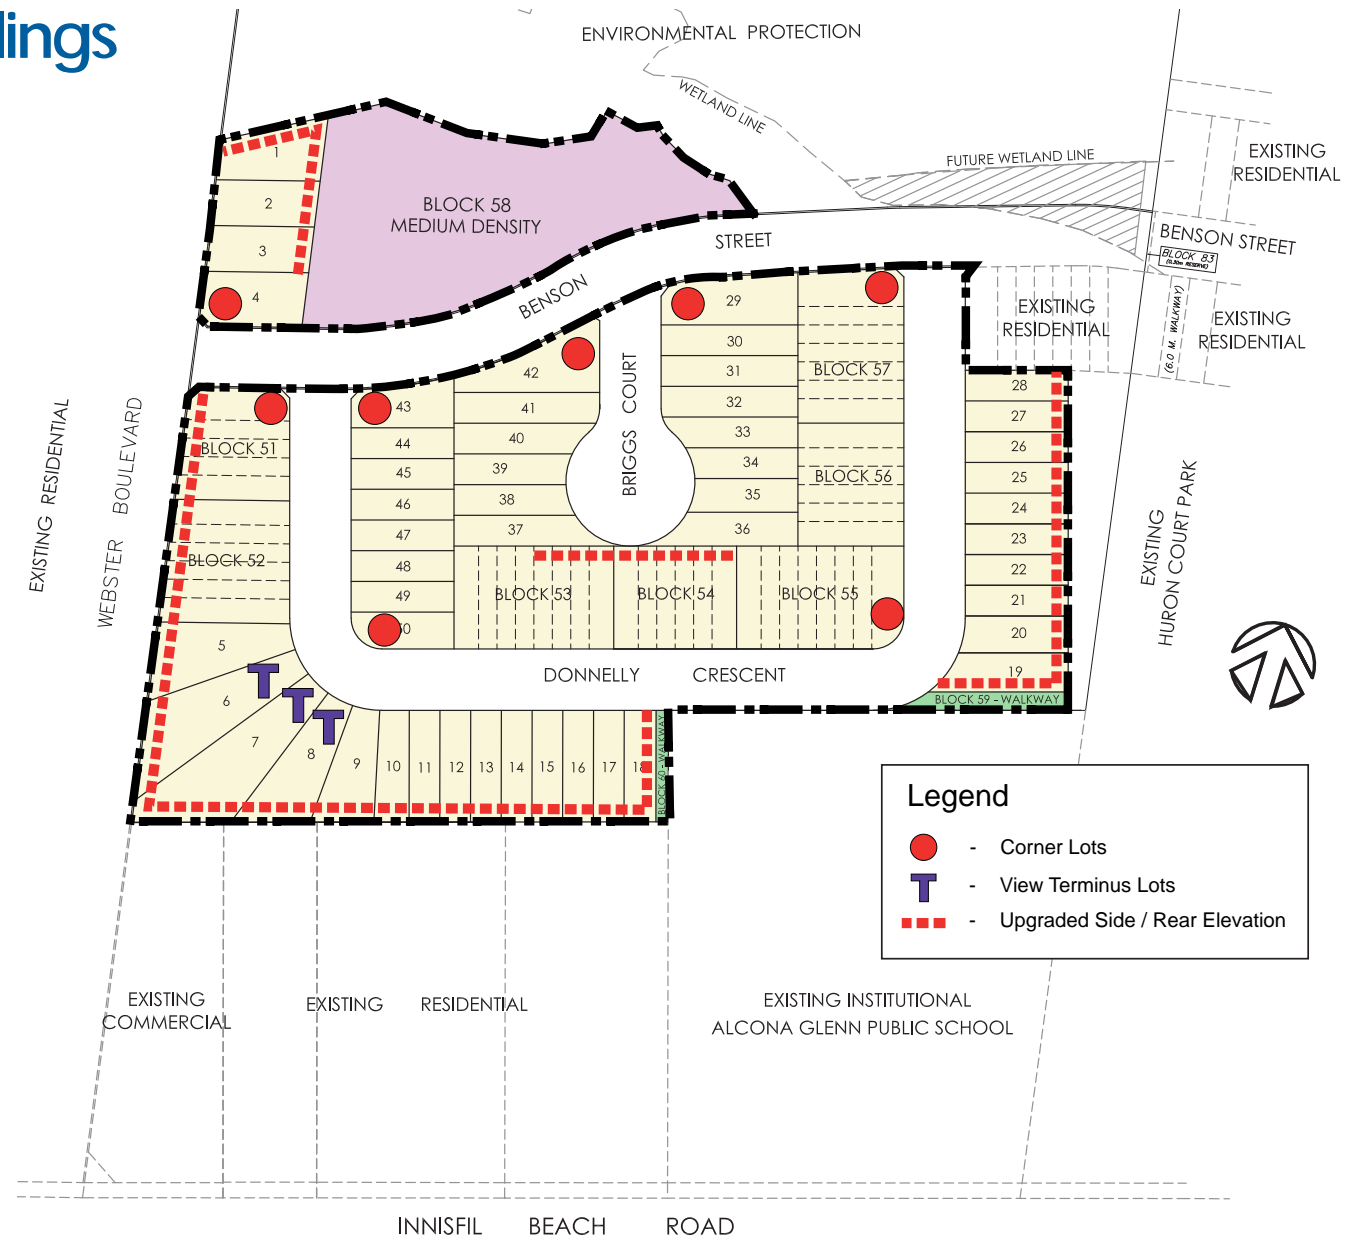 lings
ENVIRONMENTAL PROTECTION
WETLAND LINE
FUTURE WETLAND LINE
EXISTING
RESIDENTIAL
BENSON STREET
BLOCK 83
(0.30m RESERVE)
(6.0 M. WALKWAY)
EXISTING
RESIDENTIAL
EXISTING
RESIDENTIAL
1
2
3
4
BLOCK 58
MEDIUM DENSITY
BENSON
STREET
29
30
31
32
33
34
35
36
BLOCK 57
BLOCK 56
BRIGGS COURT
42
41
40
39
38
37
43
44
45
46
47
48
49
50
BLOCK 51
BLOCK 52
BLOCK 53
BLOCK 54
BLOCK 55
28
27
26
25
24
23
22
21
20
19
BLOCK 59 - WALKWAY
DONNELLY CRESCENT
5
6
7
8
9
10
11
12
13
14
15
16
17
18
BLOCK 60 - WALKWAY
EXISTING RESIDENTIAL
WEBSTER BOULEVARD
EXISTING
HURON COURT PARK
Legend
- Corner Lots
T - View Terminus Lots
- Upgraded Side / Rear Elevation
EXISTING
COMMERCIAL
EXISTING RESIDENTIAL
EXISTING INSTITUTIONAL
ALCONA GLENN PUBLIC SCHOOL
INNISFIL BEACH ROAD